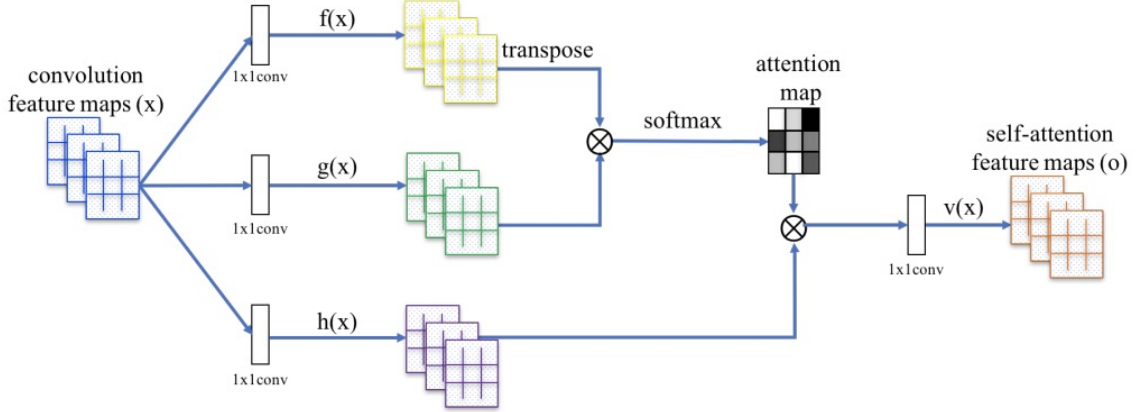 f(x)
transpose
1x1conv
convolution
feature maps (x)
attention
map
softmax
self-attention
feature maps (o)
g(x)
1x1conv
v(x)
1x1conv
h(x)
1x1conv